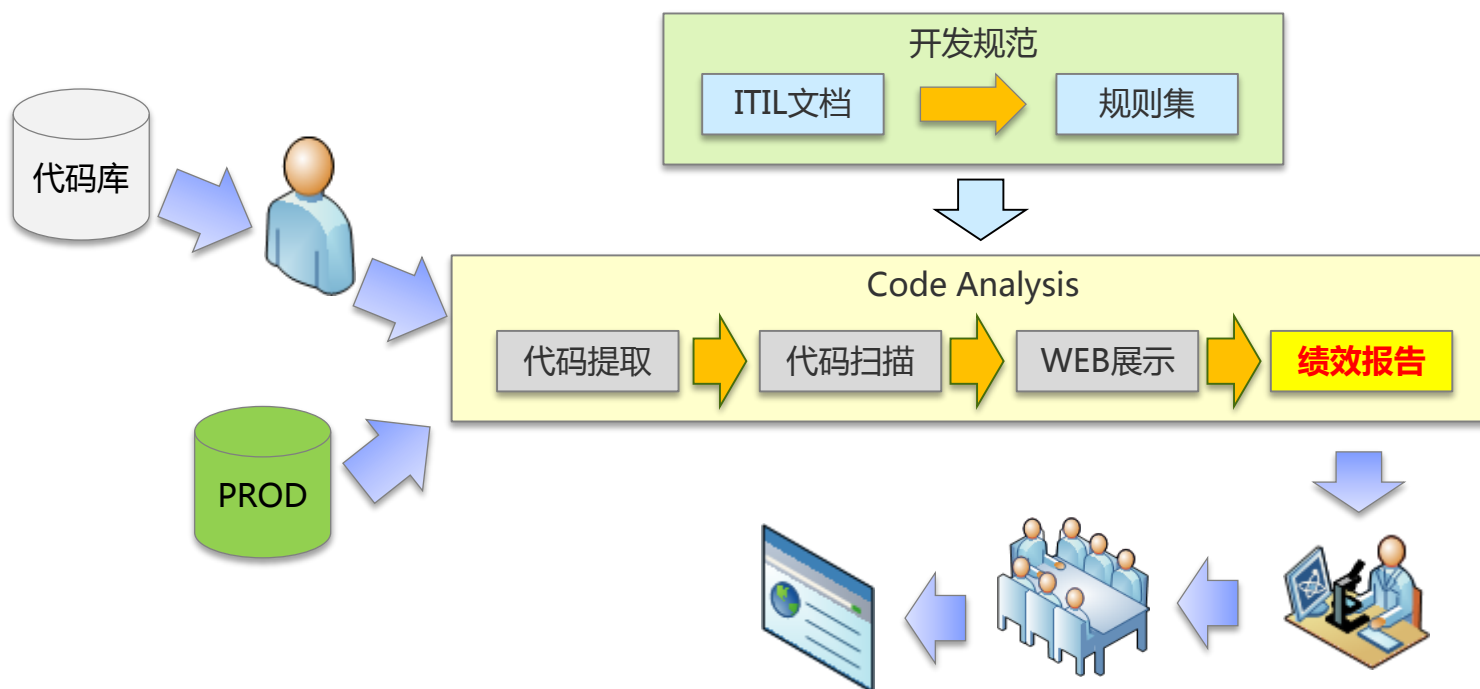 开发规范
ITIL文档
规则集
代码库
Code Analysis
代码提取
代码扫描
WEB展示
绩效报告
PROD